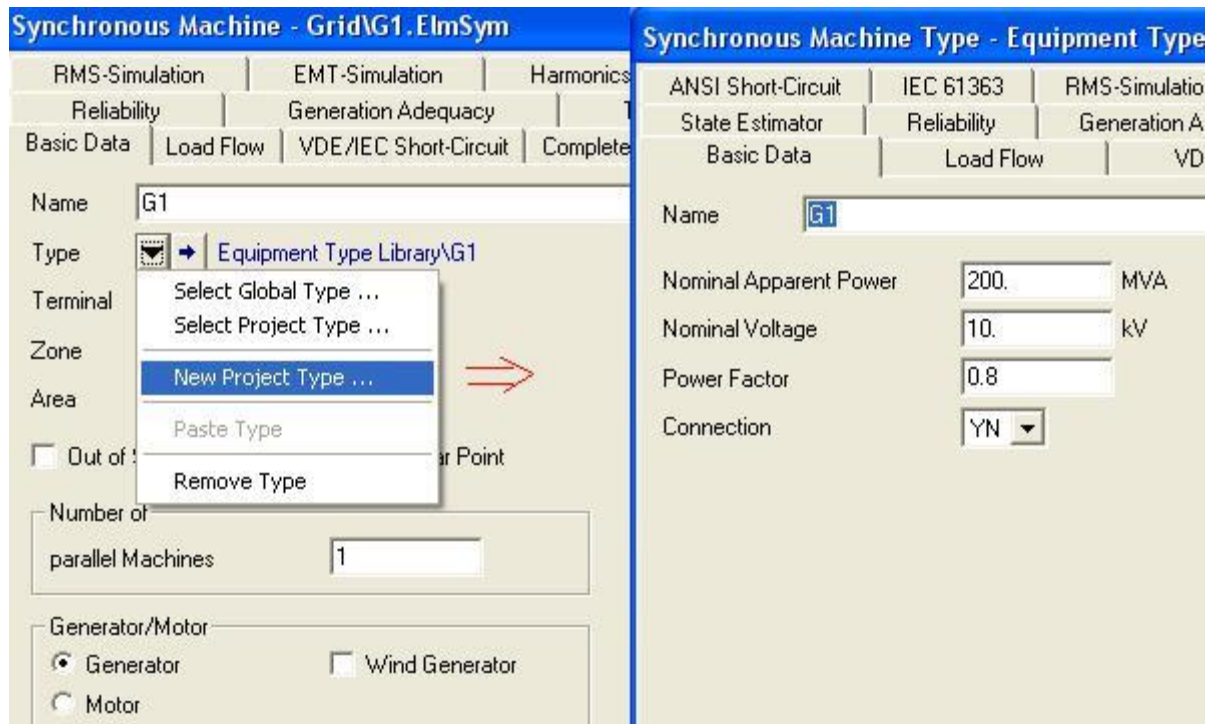 Synchronous Machine - Grid\G1.ElmSym
RMS-Simulation EMT-Simulation Harmonics
Reliability Generation Adequacy
Basic Data Load Flow VDE/IEC Short-Circuit Complete
Name G1
Type Equipment Type Library\G1
Terminal
Zone
Area
Select Global Type ...
Select Project Type ...
New Project Type ...
Paste Type
Remove Type
Out of
Point
Number of
parallel Machines 1
Generator/Motor
Generator Wind Generator
Motor
Synchronous Machine Type - Equipment Type
ANSI Short-Circuit IEC 61363 RMS-Simulatio
State Estimator Reliability Generation A
Basic Data Load Flow VD
Name G1
Nominal Apparent Power 200. MVA
Nominal Voltage 10. kV
Power Factor 0.8
Connection YN